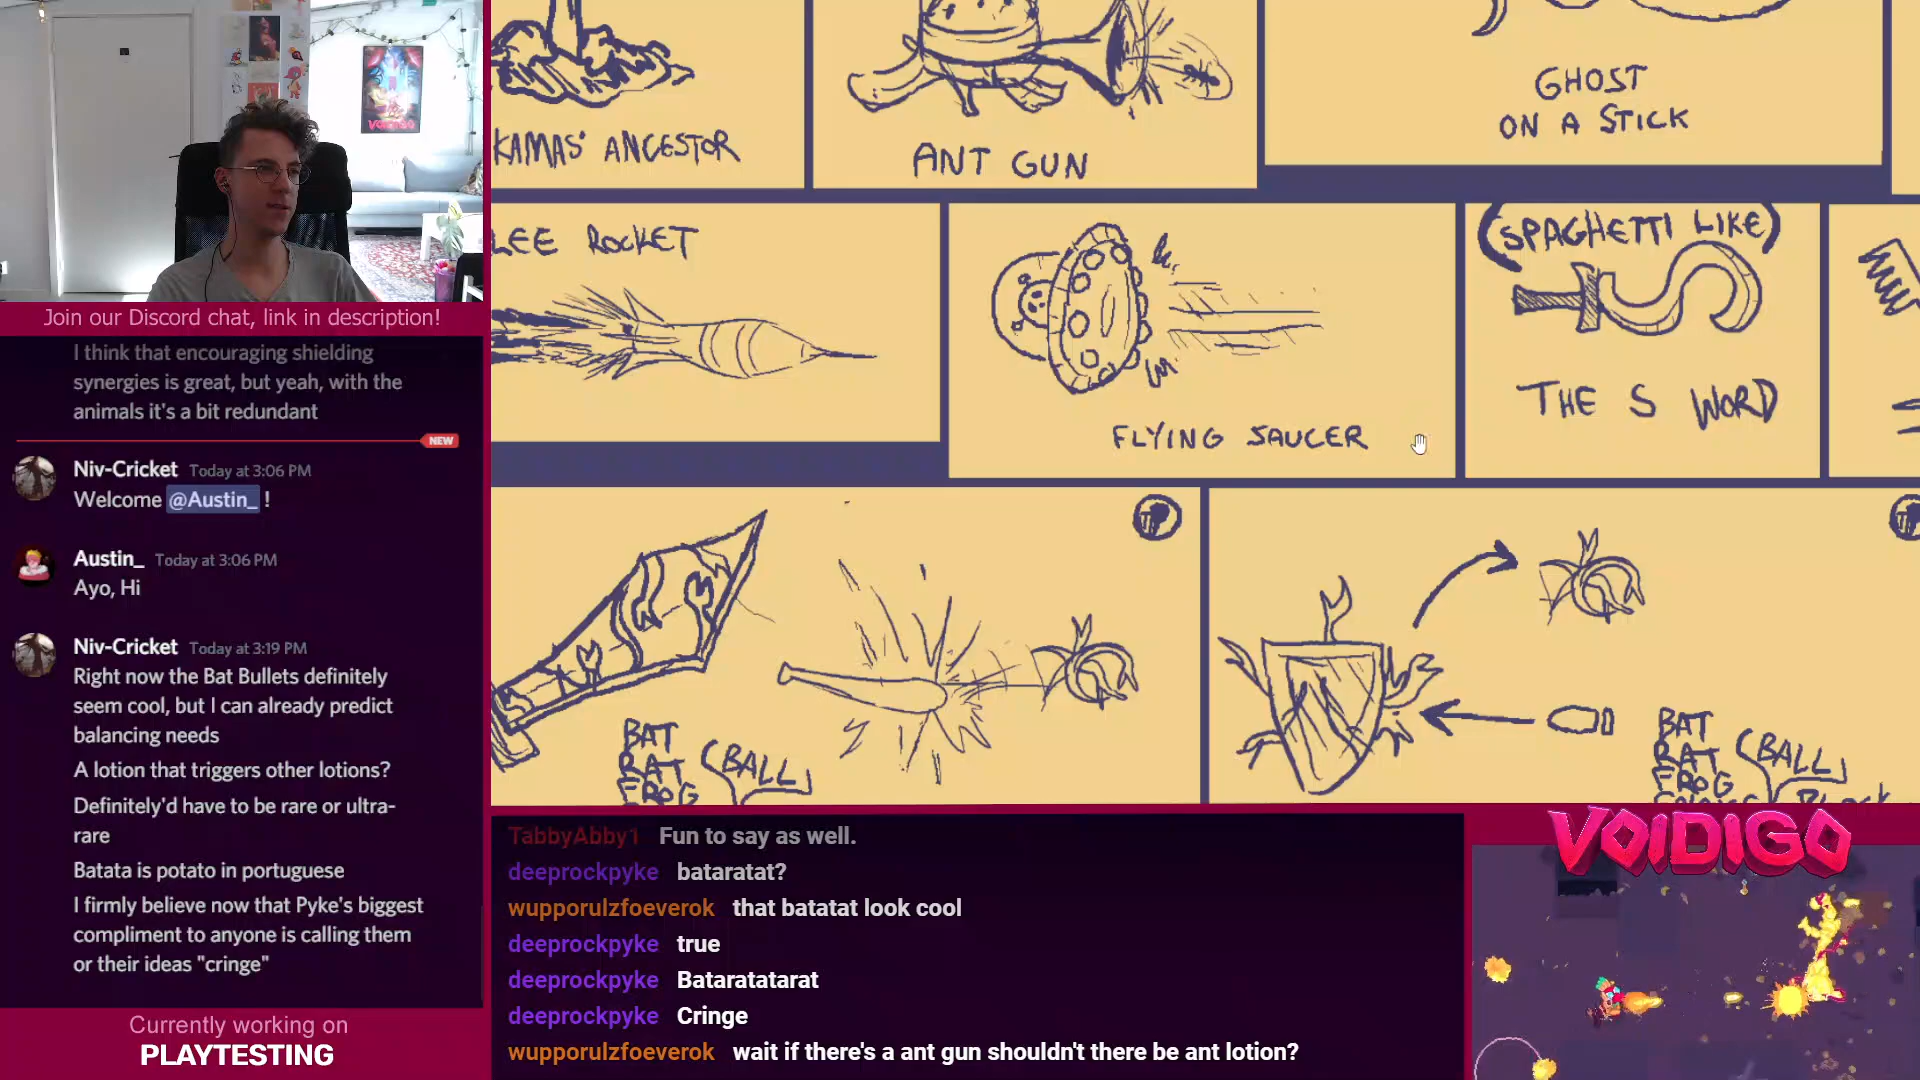 VOIDIGO
Join our Discord chat, link in description!
I think that encouraging shielding
synergies is great, but yeah, with the
animals it's a bit redundant
NEW
Niv-Cricket Today at 3:06 PM
Welcome @Austin_ !
Austin_ Today at 3:06 PM
Ayo, Hi
Niv-Cricket Today at 3:19 PM
Right now the Bat Bullets definitely
seem cool, but I can already predict
balancing needs
A lotion that triggers other lotions?
Definitely'd have to be rare or ultra-
rare
Batata is potato in portuguese
I firmly believe now that Pyke's biggest
compliment to anyone is calling them
or their ideas "cringe"
Currently working on
PLAYTESTING
KAMAS' ANCESTOR
ANT GUN
GHOST
ON A STICK
LEE ROCKET
FLYING SAUCER
(SPAGHETTI LIKE)
THE S WORD
BAT
RAT (BALL)
FROG
BAT
RAT (BALL)
FROG
TabbyAbby1 Fun to say as well.
deeprockpyke bataratat?
wupporulzfoeverok that batatat look cool
deeprockpyke true
deeprockpyke Bataratatarat
deeprockpyke Cringe
wupporulzfoeverok wait if there's a ant gun shouldn't there be ant lotion?
VOIDIGO